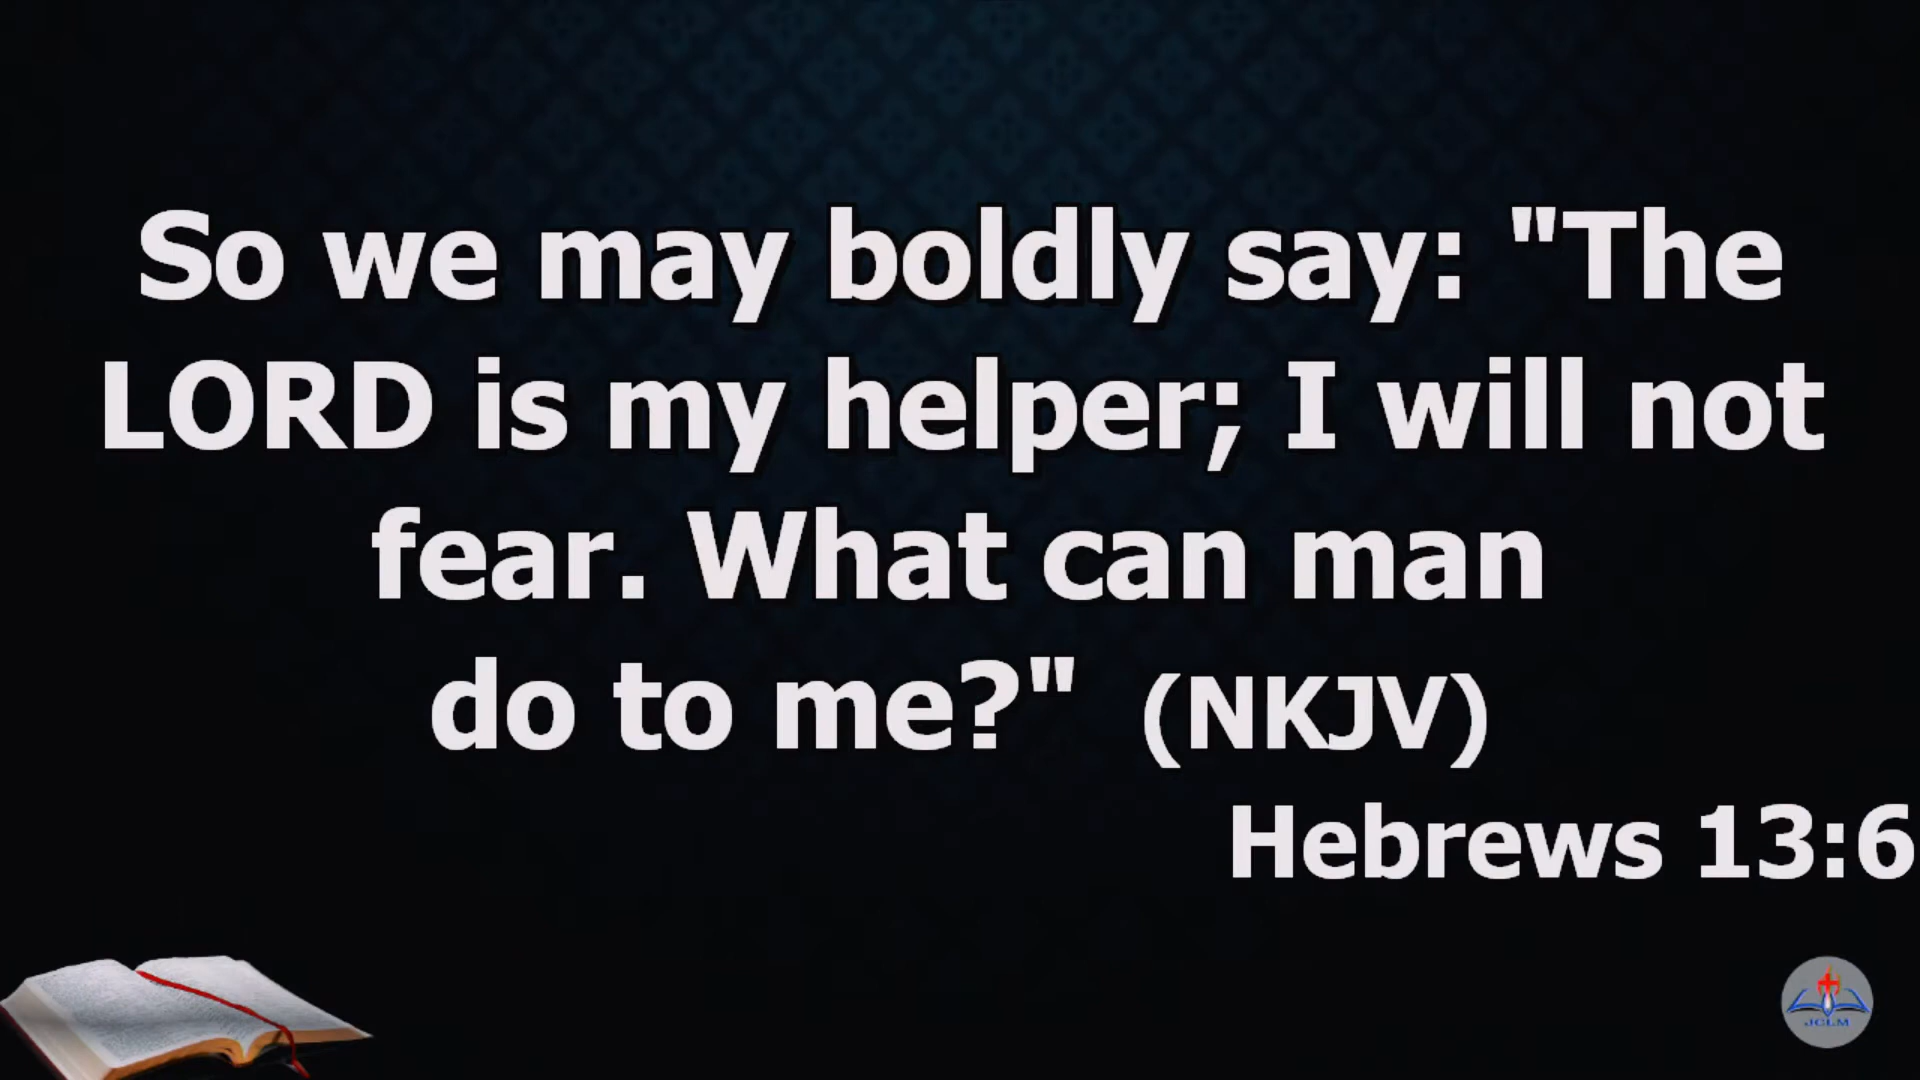 So we may boldly say: "The
LORD is my helper; I will not
fear. What can man
do to me?" (NKJV)
Hebrews 13:6
JCLM